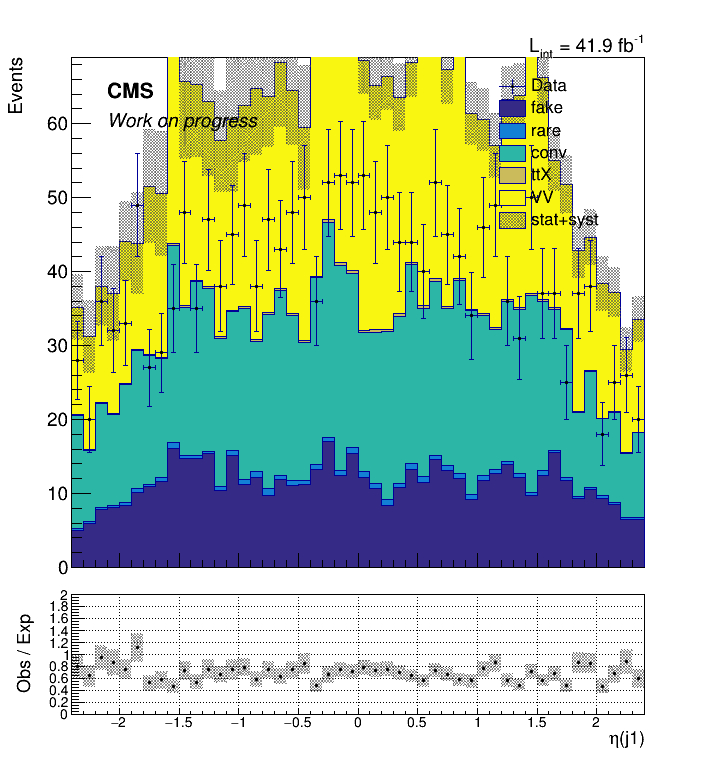 L_int = 41.9 fb^-1
Events
CMS
Work on progress
Data
fake
rare
conv
ttX
VV
stat+syst
60
50
40
30
20
10
0
Obs / Exp
2
1.8
1.6
1.4
1.2
1
0.8
0.6
0.4
0.2
0
−2 −1.5 −1 −0.5 0 0.5 1 1.5 2
η(j1)